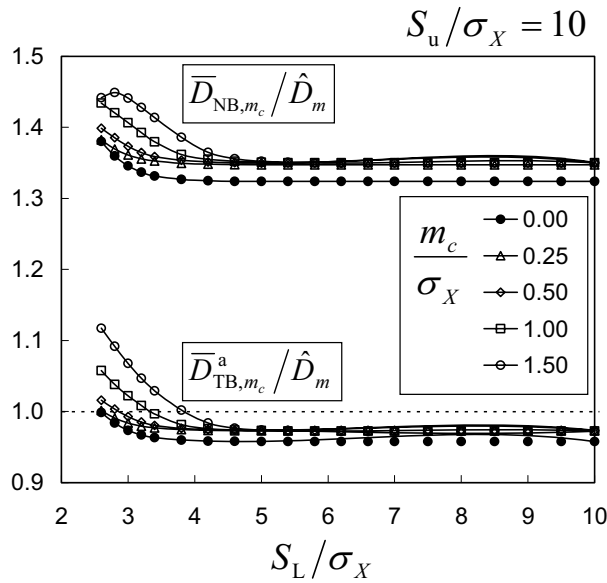 S_u/σ_X = 10
1.5
1.4
1.3
1.2
1.1
1.0
0.9
D̅_NB,m_c / D̂_m
m_c / σ_X
0.00
0.25
0.50
1.00
1.50
D̅^a_TB,m_c / D̂_m
2 3 4 5 6 7 8 9 10
S_L/σ_X